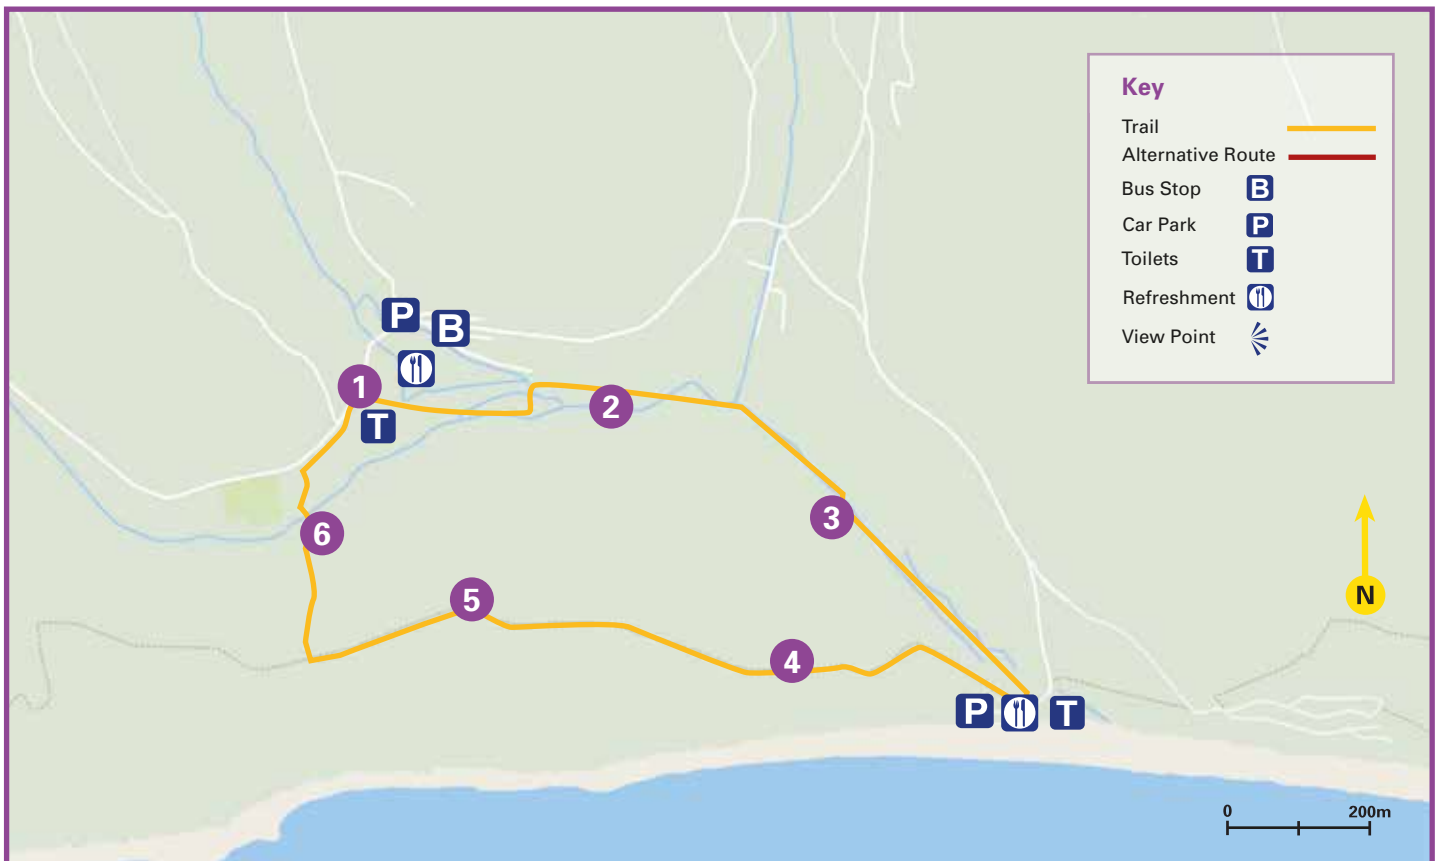 Key
Trail
Alternative Route
Bus Stop B
Car Park P
Toilets T
Refreshment
View Point
P
B
1
T
2
3
6
5
4
N
P
T
0 200m